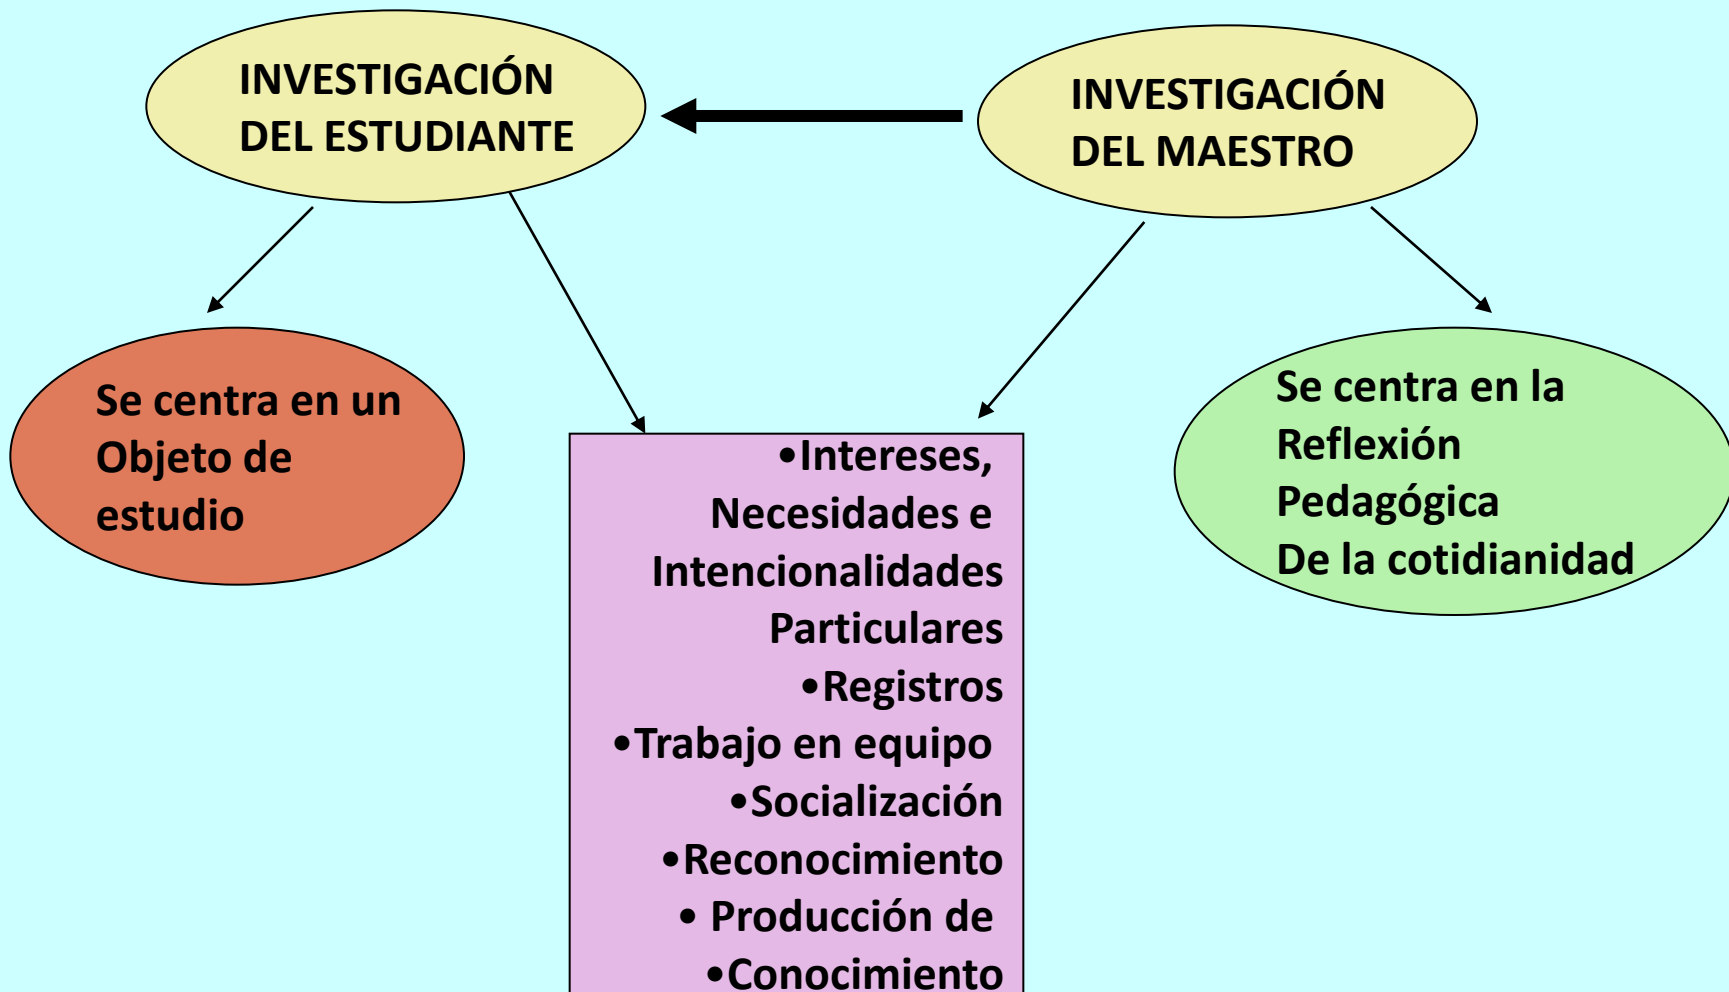 INVESTIGACIÓN
DEL ESTUDIANTE
INVESTIGACIÓN
DEL MAESTRO
Se centra en un
Objeto de
estudio
•Intereses,
Necesidades e
Intencionalidades
Particulares
•Registros
•Trabajo en equipo
•Socialización
•Reconocimiento
• Producción de
•Conocimiento
Se centra en la
Reflexión
Pedagógica
De la cotidianidad